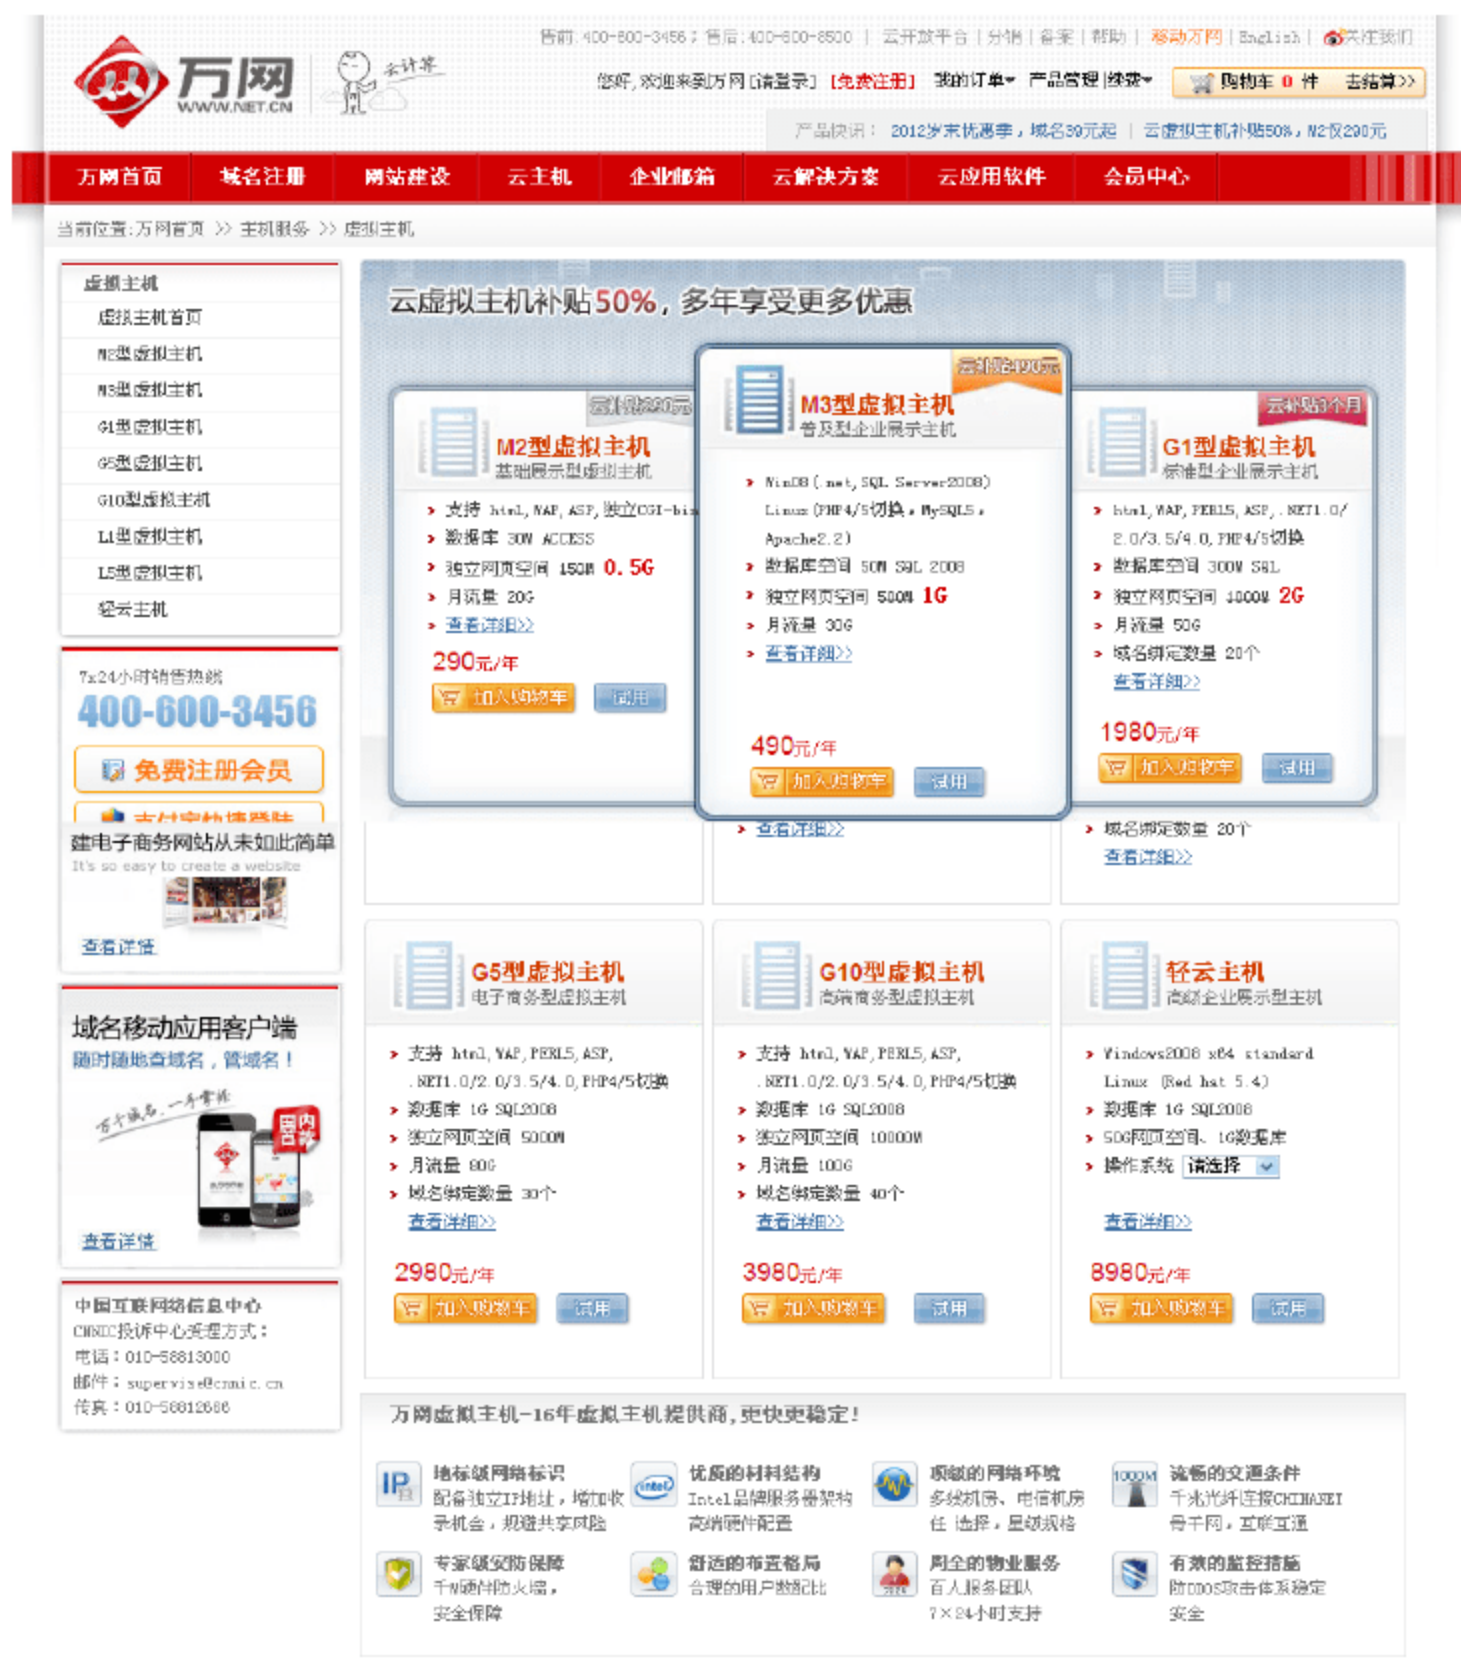 售前:400-600-3456；售后:400-600-8500 | 云开放平台 | 分销 | 备案 | 帮助 | 移动万网 | English | 关注我们
万网
WWW.NET.CN
云计算
您好,欢迎来到万网 [请登录] [免费注册] 我的订单 产品管理|续费 购物车 0 件 去结算>>
产品快讯： 2012岁末优惠季，域名39元起 | 云虚拟主机补贴50%，M2仅290元
万网首页 域名注册 网站建设 云主机 企业邮箱 云解决方案 云应用软件 会员中心
当前位置:万网首页 >> 主机服务 >> 虚拟主机
虚拟主机
虚拟主机首页
M2型虚拟主机
M3型虚拟主机
G1型虚拟主机
G5型虚拟主机
G10型虚拟主机
L1型虚拟主机
L5型虚拟主机
轻云主机
7x24小时销售热线
400-600-3456
免费注册会员
支付宝快捷登陆
建电子商务网站从未如此简单
It's so easy to create a website
查看详情
域名移动应用客户端
随时随地查域名，管域名！
万千域名,一手掌握
查看详情
中国互联网络信息中心
CNNIC投诉中心受理方式：
电话：010-58813000
邮件：supervise@cnnic.cn
传真：010-58812666
云虚拟主机补贴50%，多年享受更多优惠
云补贴290元
M2型虚拟主机
基础展示型虚拟主机
支持 html,WAP,ASP,独立CGI-bin
数据库 30M ACCESS
独立网页空间 150M 0.5G
月流量 20G
查看详细>>
290元/年
加入购物车 试用
云补贴490元
M3型虚拟主机
普及型企业展示主机
Win08(.net,SQL Server2008)
Linux(PHP4/5切换，MySQL5，
Apache2.2)
数据库空间 50M SQL 2008
独立网页空间 500M 1G
月流量 30G
查看详细>>
490元/年
加入购物车 试用
云补贴3个月
G1型虚拟主机
标准型企业展示主机
html,WAP,PERL5,ASP,.NET1.0/
2.0/3.5/4.0,PHP4/5切换
数据库空间 300M SQL
独立网页空间 1000M 2G
月流量 50G
域名绑定数量 20个
查看详细>>
1980元/年
加入购物车 试用
查看详细>>
域名绑定数量 20个
查看详细>>
G5型虚拟主机
电子商务型虚拟主机
支持 html,WAP,PERL5,ASP,
.NET1.0/2.0/3.5/4.0,PHP4/5切换
数据库 1G SQL2008
独立网页空间 5000M
月流量 80G
域名绑定数量 30个
查看详细>>
2980元/年
加入购物车 试用
G10型虚拟主机
高端商务型虚拟主机
支持 html,WAP,PERL5,ASP,
.NET1.0/2.0/3.5/4.0,PHP4/5切换
数据库 1G SQL2008
独立网页空间 10000M
月流量 100G
域名绑定数量 40个
查看详细>>
3980元/年
加入购物车 试用
轻云主机
高级企业展示型主机
Windows2008 x64 standard
Linux (Red hat 5.4)
数据库 1G SQL2008
50G网页空间、1G数据库
操作系统 请选择
查看详细>>
8980元/年
加入购物车 试用
万网虚拟主机-16年虚拟主机提供商,更快更稳定!
IP
地标级网络标识
配备独立IP地址，增加收
录机会，规避共享风险
intel
优质的材料结构
Intel品牌服务器架构
高端硬件配置
顶级的网络环境
多线机房、电信机房
任 选择，星级规格
1000M
流畅的交通条件
千兆光纤连接CHINANET
骨干网，互联互通
专家级安防保障
千M硬件防火墙，
安全保障
舒适的布置格局
合理的用户数配比
周全的物业服务
百人服务团队
7×24小时支持
有效的监控措施
防DDOS攻击体系稳定
安全